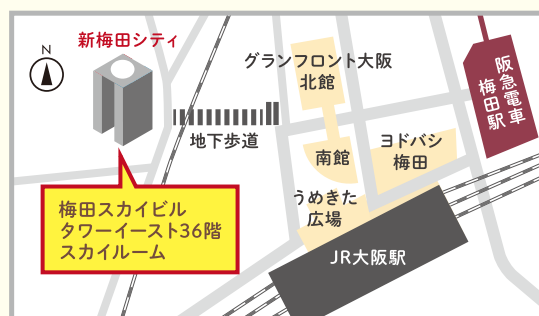 N
新梅田シティ
グランフロント大阪
北館
阪急電車
梅田駅
地下歩道
南館
ヨドバシ
梅田
うめきた
広場
梅田スカイビル
タワーイースト36階
スカイルーム
JR大阪駅